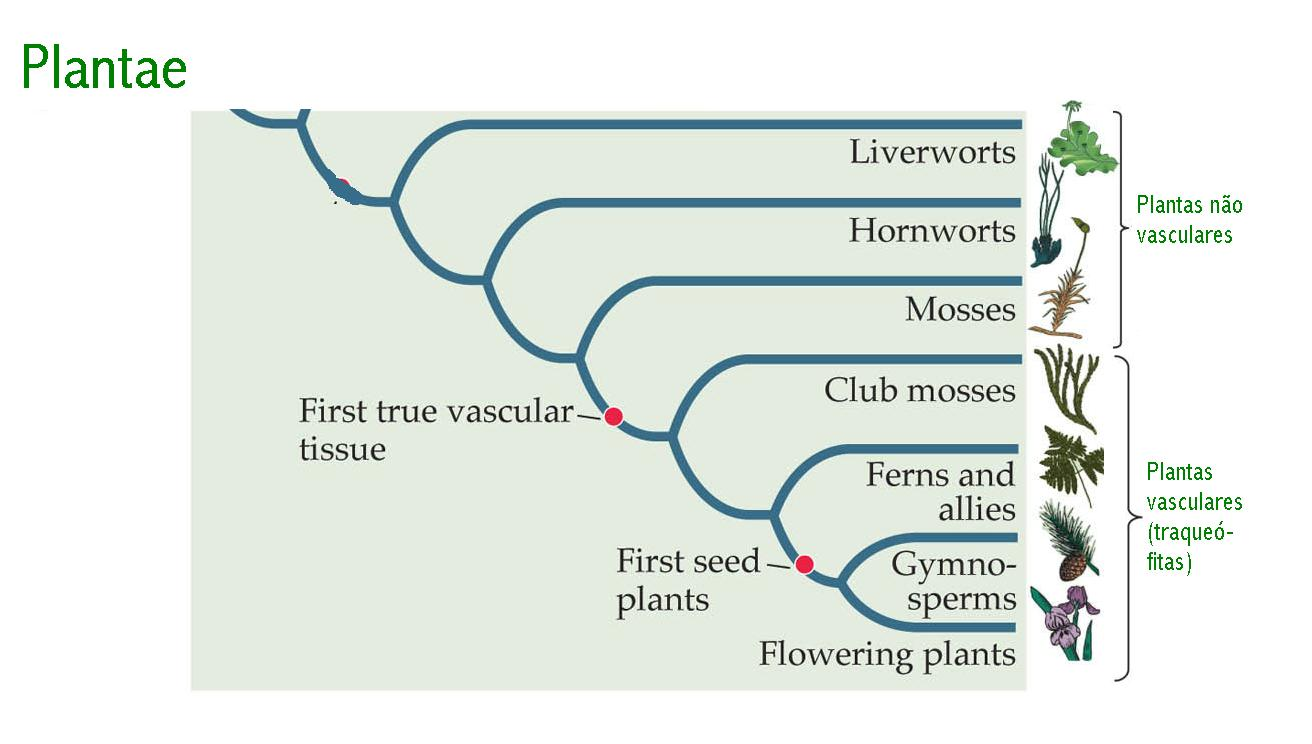 Plantae
Liverworts
Hornworts
Mosses
Plantas não
vasculares
First true vascular
tissue
Club mosses
Ferns and
allies
Gymno-
sperms
Flowering plants
First seed
plants
Plantas
vasculares
(traqueó-
fitas)